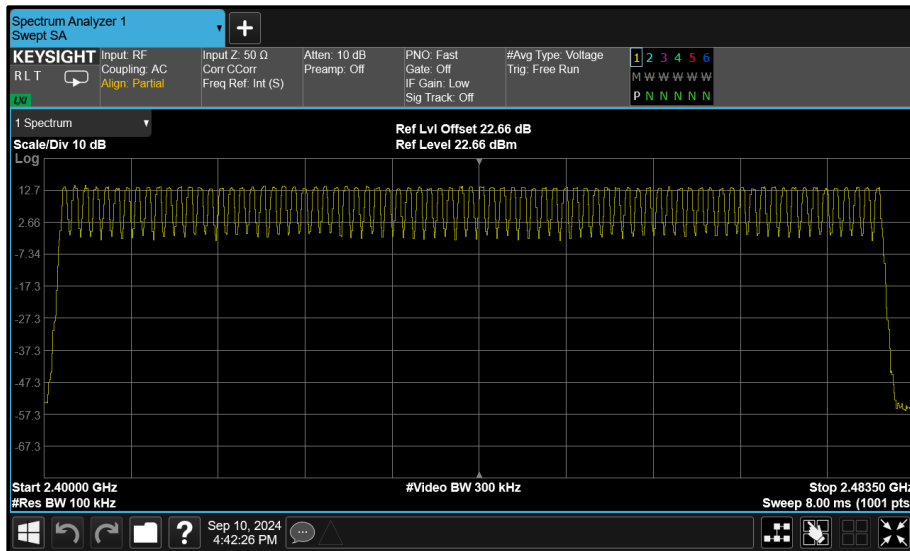 Spectrum Analyzer 1
Swept SA
+
KEYSIGHT Input: RF Input Z: 50 Ω Atten: 10 dB PNO: Fast #Avg Type: Voltage 1 2 3 4 5 6
R L T Coupling: AC Corr CCorr Preamp: Off Gate: Off Trig: Free Run M W W W W W
Align: Partial Freq Ref: Int (S) IF Gain: Low P N N N N N
LXI Sig Track: Off
1 Spectrum
Ref Lvl Offset 22.66 dB
Scale/Div 10 dB Ref Level 22.66 dBm
Log
12.7
2.66
-7.34
-17.3
-27.3
-37.3
-47.3
-57.3
-67.3
Start 2.40000 GHz #Video BW 300 kHz Stop 2.48350 GHz
#Res BW 100 kHz Sweep 8.00 ms (1001 pts
? Sep 10, 2024
4:42:26 PM